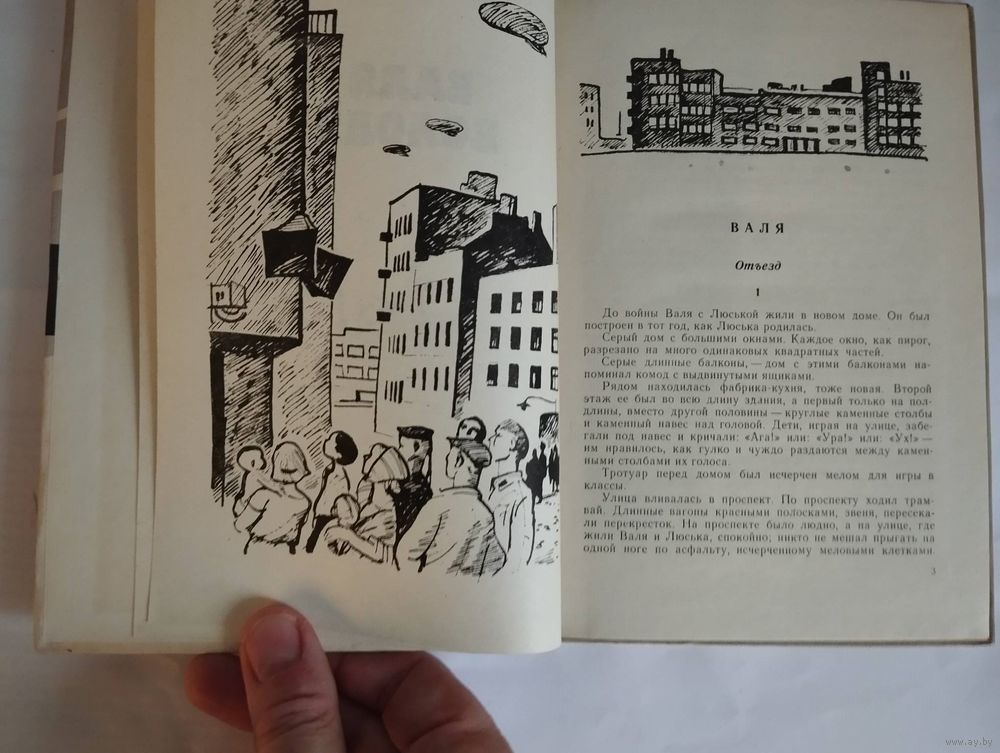 ВАЛЯ
Отъезд
1
До войны Валя с Люськой жили в новом доме. Он был
построен в тот год, как Люська родилась.
Серый дом с большими окнами. Каждое окно, как пирог,
разрезано на много одинаковых квадратных частей.
Серые длинные балконы, — дом с этими балконами на-
поминал комод с выдвинутыми ящиками.
Рядом находилась фабрика-кухня, тоже новая. Второй
этаж ее был во всю длину здания, а первый только на по-
длины, вместо другой половины — круглые каменные столбы
и каменный навес над головой. Дети, играя на улице, забе-
гали под навес и кричали: «Ага!» или: «Ура!» или: «Ух!» —
им нравилось, как гулко и чуждо раздаются между камен-
ными столбами их голоса.
Тротуар перед домом был исчерчен мелом для игры в
классы.
Улица вливалась в проспект. По проспекту ходил трам-
вай. Длинные вагоны красными полосками, звеня, пересека-
ли перекресток. На проспекте было людно, а на улице, где
жили Валя и Люська, спокойно; никто не мешал прыгать на
одной ноге по асфальту, исчерченному меловыми клетками.
3
www.ay.by